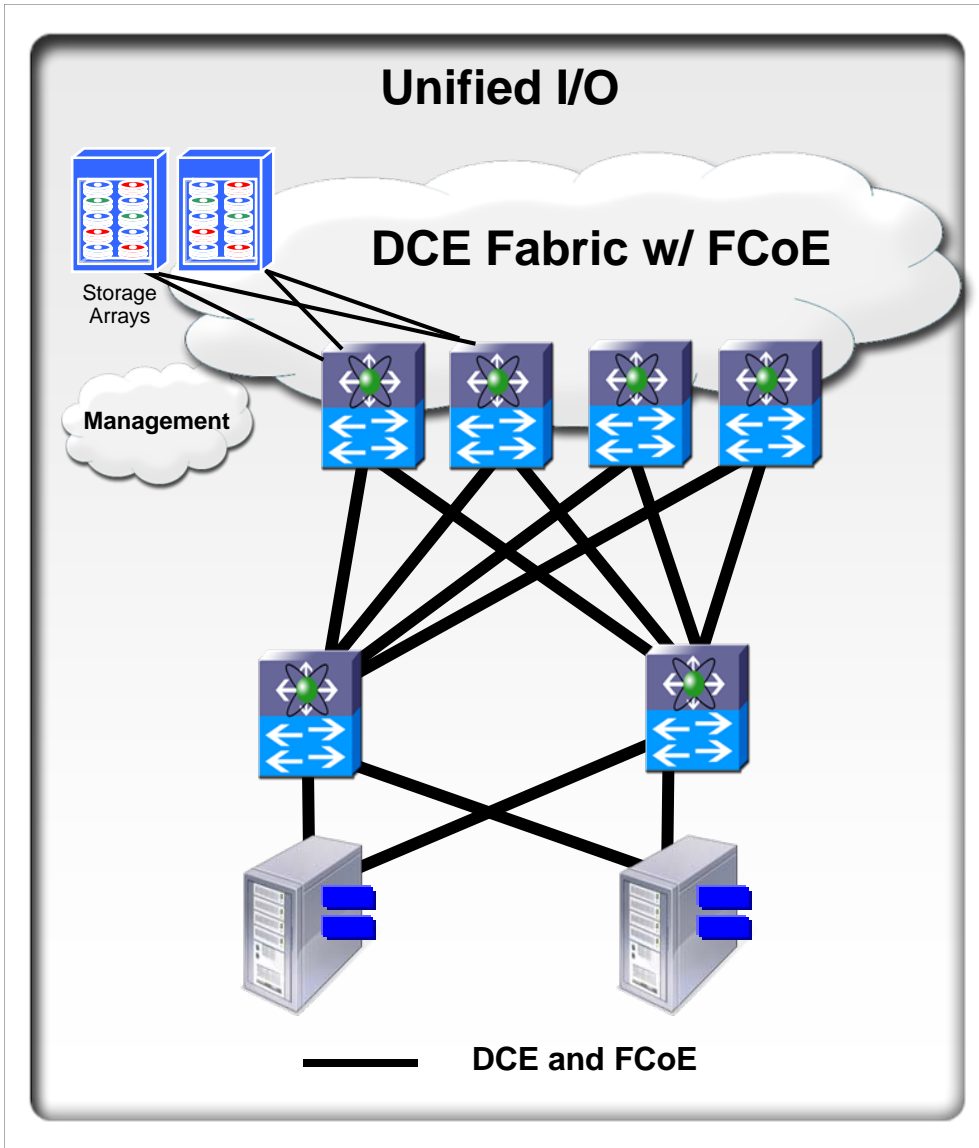 Unified I/O
DCE Fabric w/ FCoE
Storage
Arrays
Management
DCE and FCoE